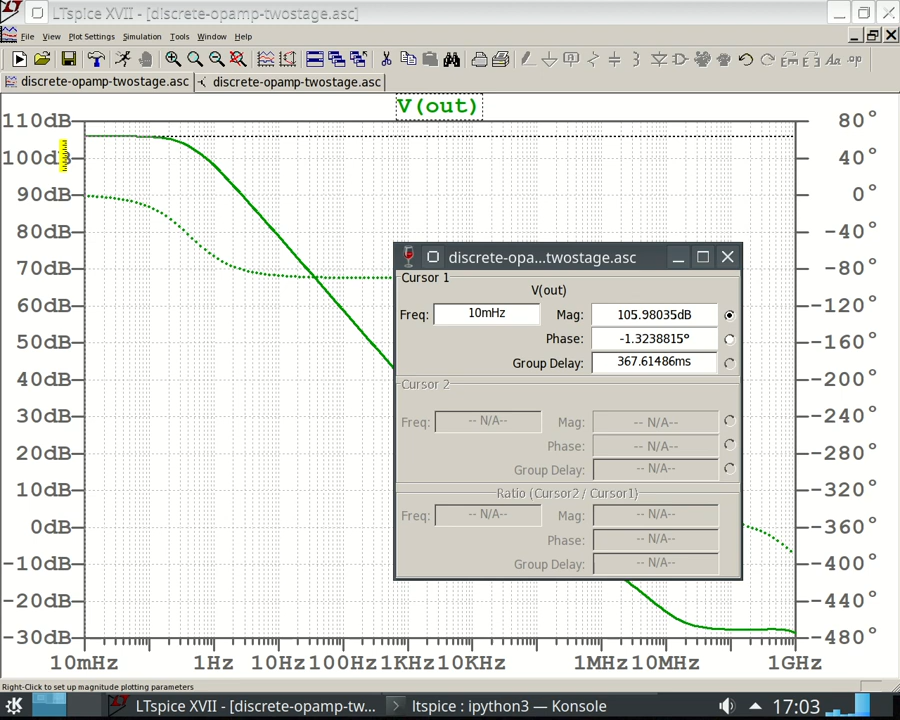 LTspice XVII - [discrete-opamp-twostage.asc]
File View Plot Settings Simulation Tools Window Help
discrete-opamp-twostage.asc discrete-opamp-twostage.asc
V(out)
110dB 80°
100dB 40°
90dB 0°
80dB -40°
70dB -80°
60dB -120°
50dB -160°
40dB -200°
30dB -240°
20dB -280°
10dB -320°
0dB -360°
-10dB -400°
-20dB -440°
-30dB -480°
10mHz 1Hz 10Hz 100Hz 1KHz 10KHz 1MHz 10MHz 1GHz
discrete-opa...twostage.asc
Cursor 1
V(out)
Freq: 10mHz Mag: 105.98035dB
Phase: -1.3238815°
Group Delay: 367.61486ms
Cursor 2
Freq: -- N/A-- Mag: -- N/A--
Phase: -- N/A--
Group Delay: -- N/A--
Ratio (Cursor2 / Cursor1)
Freq: -- N/A-- Mag: -- N/A--
Phase: -- N/A--
Group Delay: -- N/A--
Right-Click to set up magnitude plotting parameters
LTspice XVII - [discrete-opamp-tw... ltspice : ipython3 — Konsole 17:03